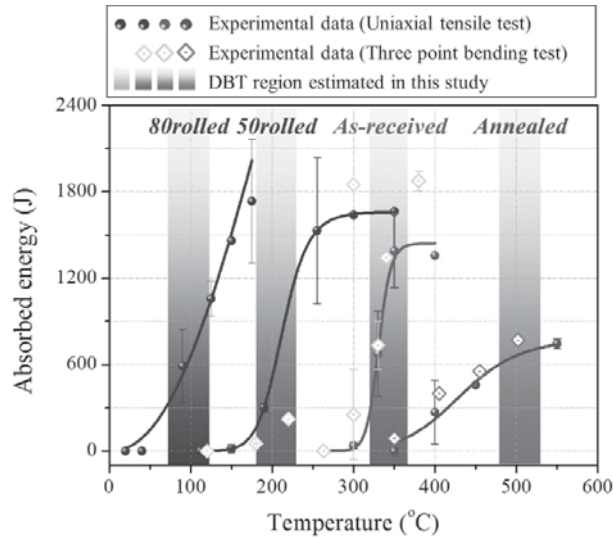 Experimental data (Uniaxial tensile test)
Experimental data (Three point bending test)
DBT region estimated in this study
2400
80rolled 50rolled As-received Annealed
1800
1200
600
0
Absorbed energy (J)
0 100 200 300 400 500 600
Temperature (°C)